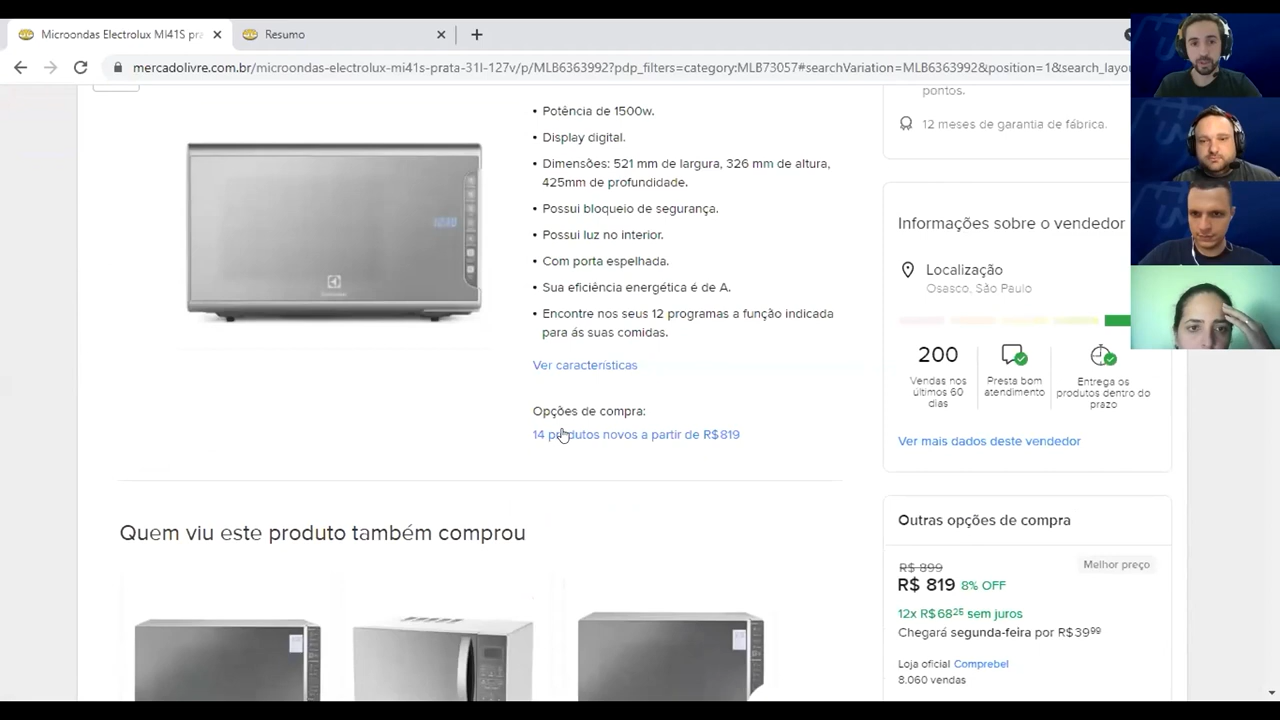 Microondas Electrolux MI41S pra
Resumo
mercadolivre.com.br/microondas-electrolux-mi41s-prata-31l-127v/p/MLB6363992?pdp_filters=category:MLB73057#searchVariation=MLB6363992&position=1&search_layou
• Potência de 1500w.
• Display digital.
• Dimensões: 521 mm de largura, 326 mm de altura,
425mm de profundidade.
• Possui bloqueio de segurança.
• Possui luz no interior.
• Com porta espelhada.
• Sua eficiência energética é de A.
• Encontre nos seus 12 programas a função indicada
para ás suas comidas.
Ver características
Opções de compra:
14 produtos novos a partir de R$819
Quem viu este produto também comprou
pontos.
12 meses de garantia de fábrica.
Informações sobre o vendedor
Localização
Osasco, São Paulo
200
Vendas nos
últimos 60
dias
Presta bom
atendimento
Entrega os
produtos dentro do
prazo
Ver mais dados deste vendedor
Outras opções de compra
R$ 899
Melhor preço
R$ 819 8% OFF
12x R$6825 sem juros
Chegará segunda-feira por R$3999
Loja oficial Comprebel
8.060 vendas